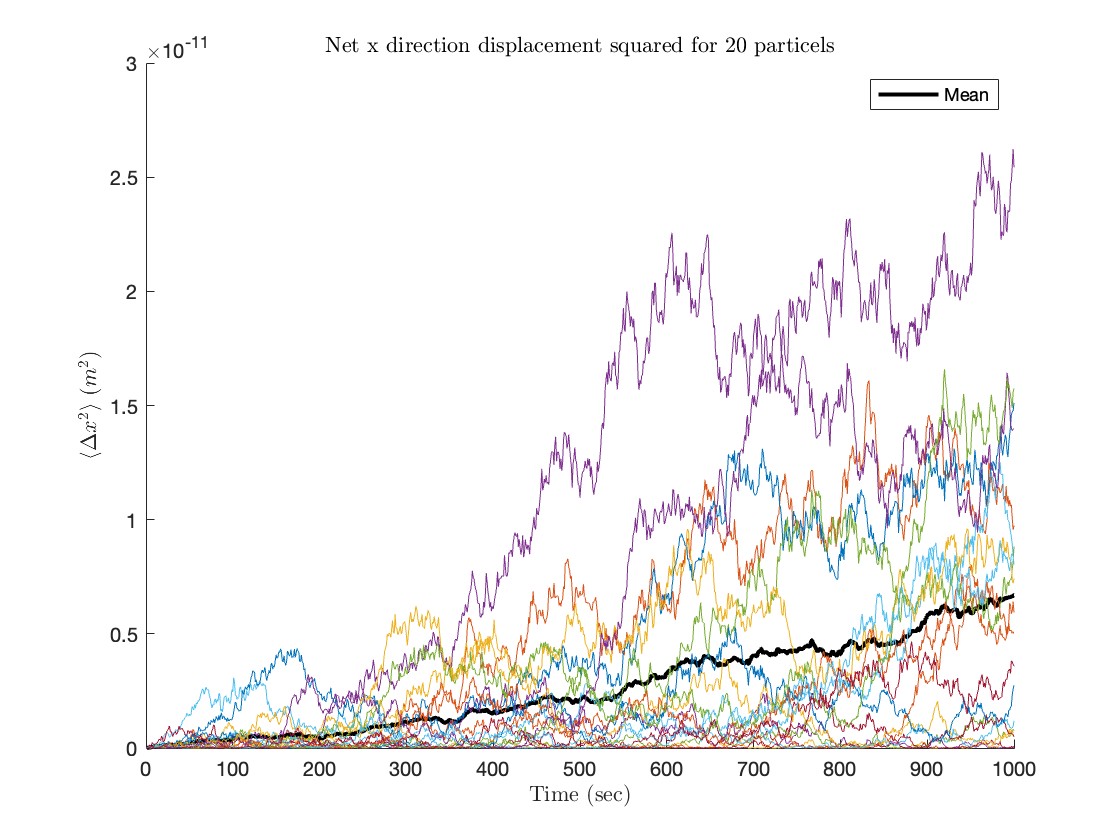 ×10⁻¹¹
Net x direction displacement squared for 20 particels
Mean
3
2.5
2
1.5
1
0.5
0
⟨Δx²⟩ (m²)
0 100 200 300 400 500 600 700 800 900 1000
Time (sec)